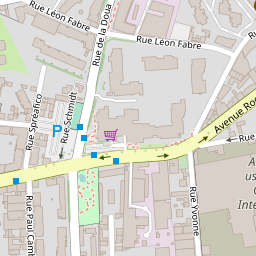 Rue Léon Fabre
Rue de la Doua
Rue Léon Fabre
Rue Spréafico
Rue Schmidt
P
Avenue Ro
Rue
Rue Paul
Rue Yvonne
A
us
Inte